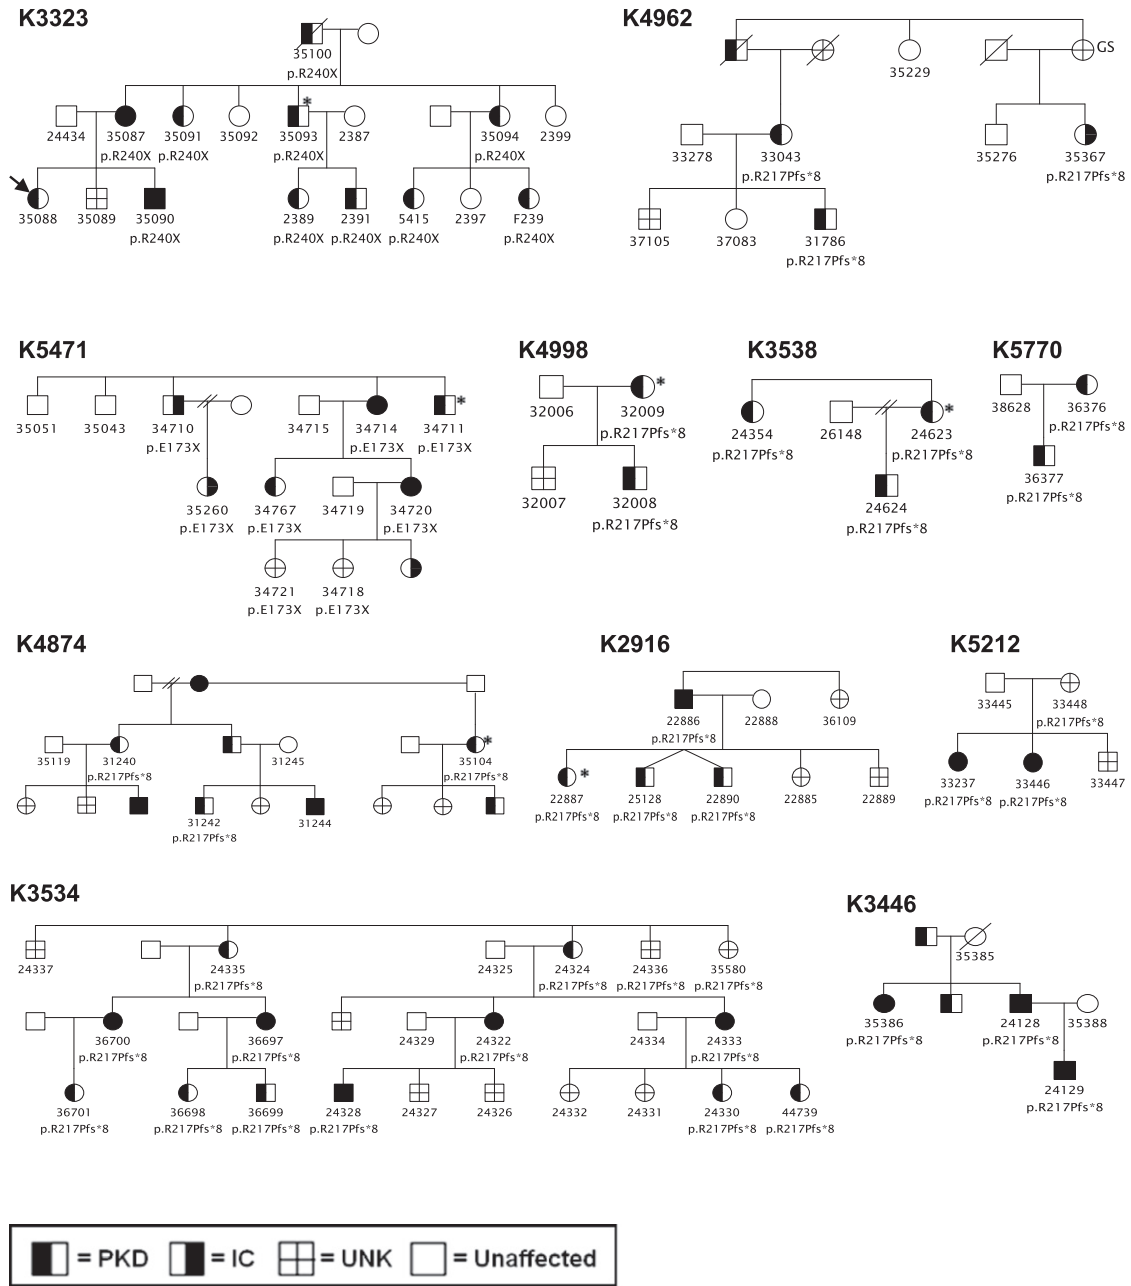 K3323
K4962
35100
p.R240X
GS
35229
24434 35087 35091 35092 35093 2387 35094 2399
p.R240X p.R240X p.R240X p.R240X
33278 33043 35276 35367
p.R217Pfs*8 p.R217Pfs*8
35088 35089 35090 2389 2391 5415 2397 F239
p.R240X p.R240X p.R240X p.R240X p.R240X
37105 37083 31786
p.R217Pfs*8
K5471
K4998
K3538
K5770
35051 35043 34710 34715 34714 34711 *
p.E173X p.E173X p.E173X
32006 32009 *
p.R217Pfs*8
24354 26148 24623 *
p.R217Pfs*8 p.R217Pfs*8
38628 36376
p.R217Pfs*8
36377
p.R217Pfs*8
35260 34767 34719 34720
p.E173X p.E173X p.E173X
32007 32008
p.R217Pfs*8
24624
p.R217Pfs*8
34721 34718
p.E173X p.E173X
K4874
K2916
K5212
22886 22888 36109
p.R217Pfs*8
33445 33448
p.R217Pfs*8
35119 31240 31245 35104 *
p.R217Pfs*8 p.R217Pfs*8
22887 * 25128 22890 22885 22889
p.R217Pfs*8 p.R217Pfs*8 p.R217Pfs*8
33237 33446 33447
p.R217Pfs*8 p.R217Pfs*8
31242 31244
p.R217Pfs*8
K3534
K3446
24337 24335 24325 24324 24336 35580
p.R217Pfs*8 p.R217Pfs*8 p.R217Pfs*8 p.R217Pfs*8
35385
36700 36697 24329 24322 24334 24333
p.R217Pfs*8 p.R217Pfs*8 p.R217Pfs*8 p.R217Pfs*8
35386 24128 35388
p.R217Pfs*8 p.R217Pfs*8
36701 36698 36699 24328 24327 24326 24332 24331 24330 44739
p.R217Pfs*8 p.R217Pfs*8 p.R217Pfs*8 p.R217Pfs*8 p.R217Pfs*8 p.R217Pfs*8
24129
p.R217Pfs*8
= PKD = IC = UNK = Unaffected